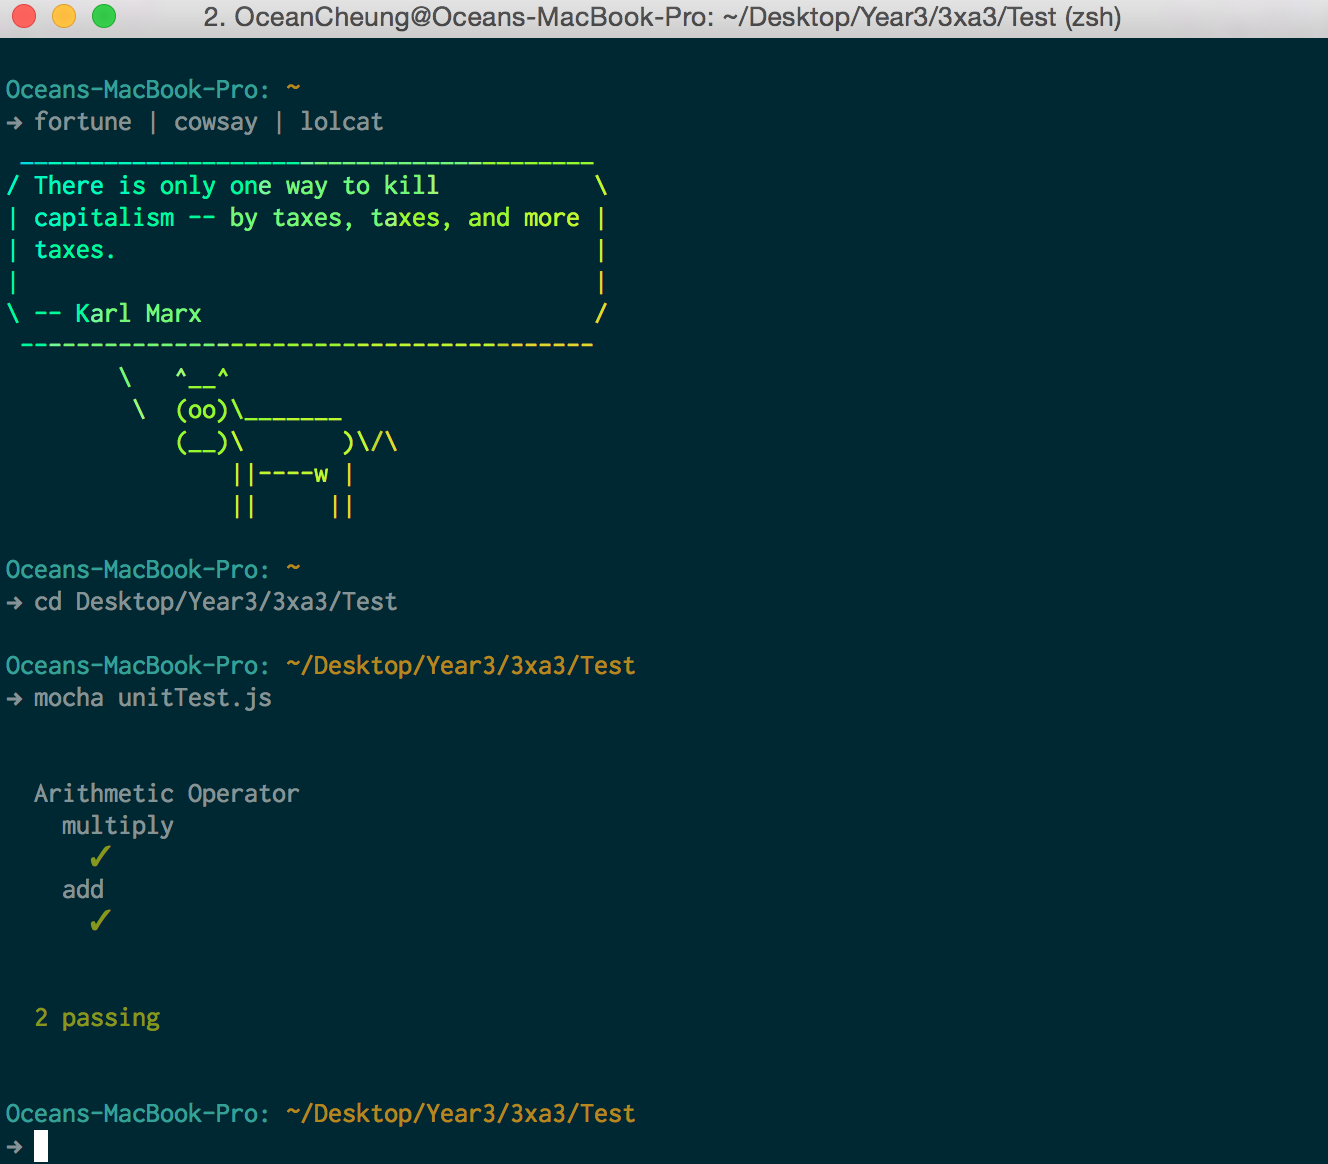 2. OceanCheung@Oceans-MacBook-Pro: ~/Desktop/Year3/3xa3/Test (zsh)
Oceans-MacBook-Pro: ~
→ fortune | cowsay | lolcat
 _________________________________________
/ There is only one way to kill           \
| capitalism -- by taxes, taxes, and more |
| taxes.                                  |
|                                         |
\ -- Karl Marx                            /
 -----------------------------------------
        \   ^__^
         \  (oo)\_______
            (__)\       )\/\
                ||----w |
                ||     ||
Oceans-MacBook-Pro: ~
→ cd Desktop/Year3/3xa3/Test
Oceans-MacBook-Pro: ~/Desktop/Year3/3xa3/Test
→ mocha unitTest.js
  Arithmetic Operator
    multiply
      ✓
    add
      ✓
  2 passing
Oceans-MacBook-Pro: ~/Desktop/Year3/3xa3/Test
→